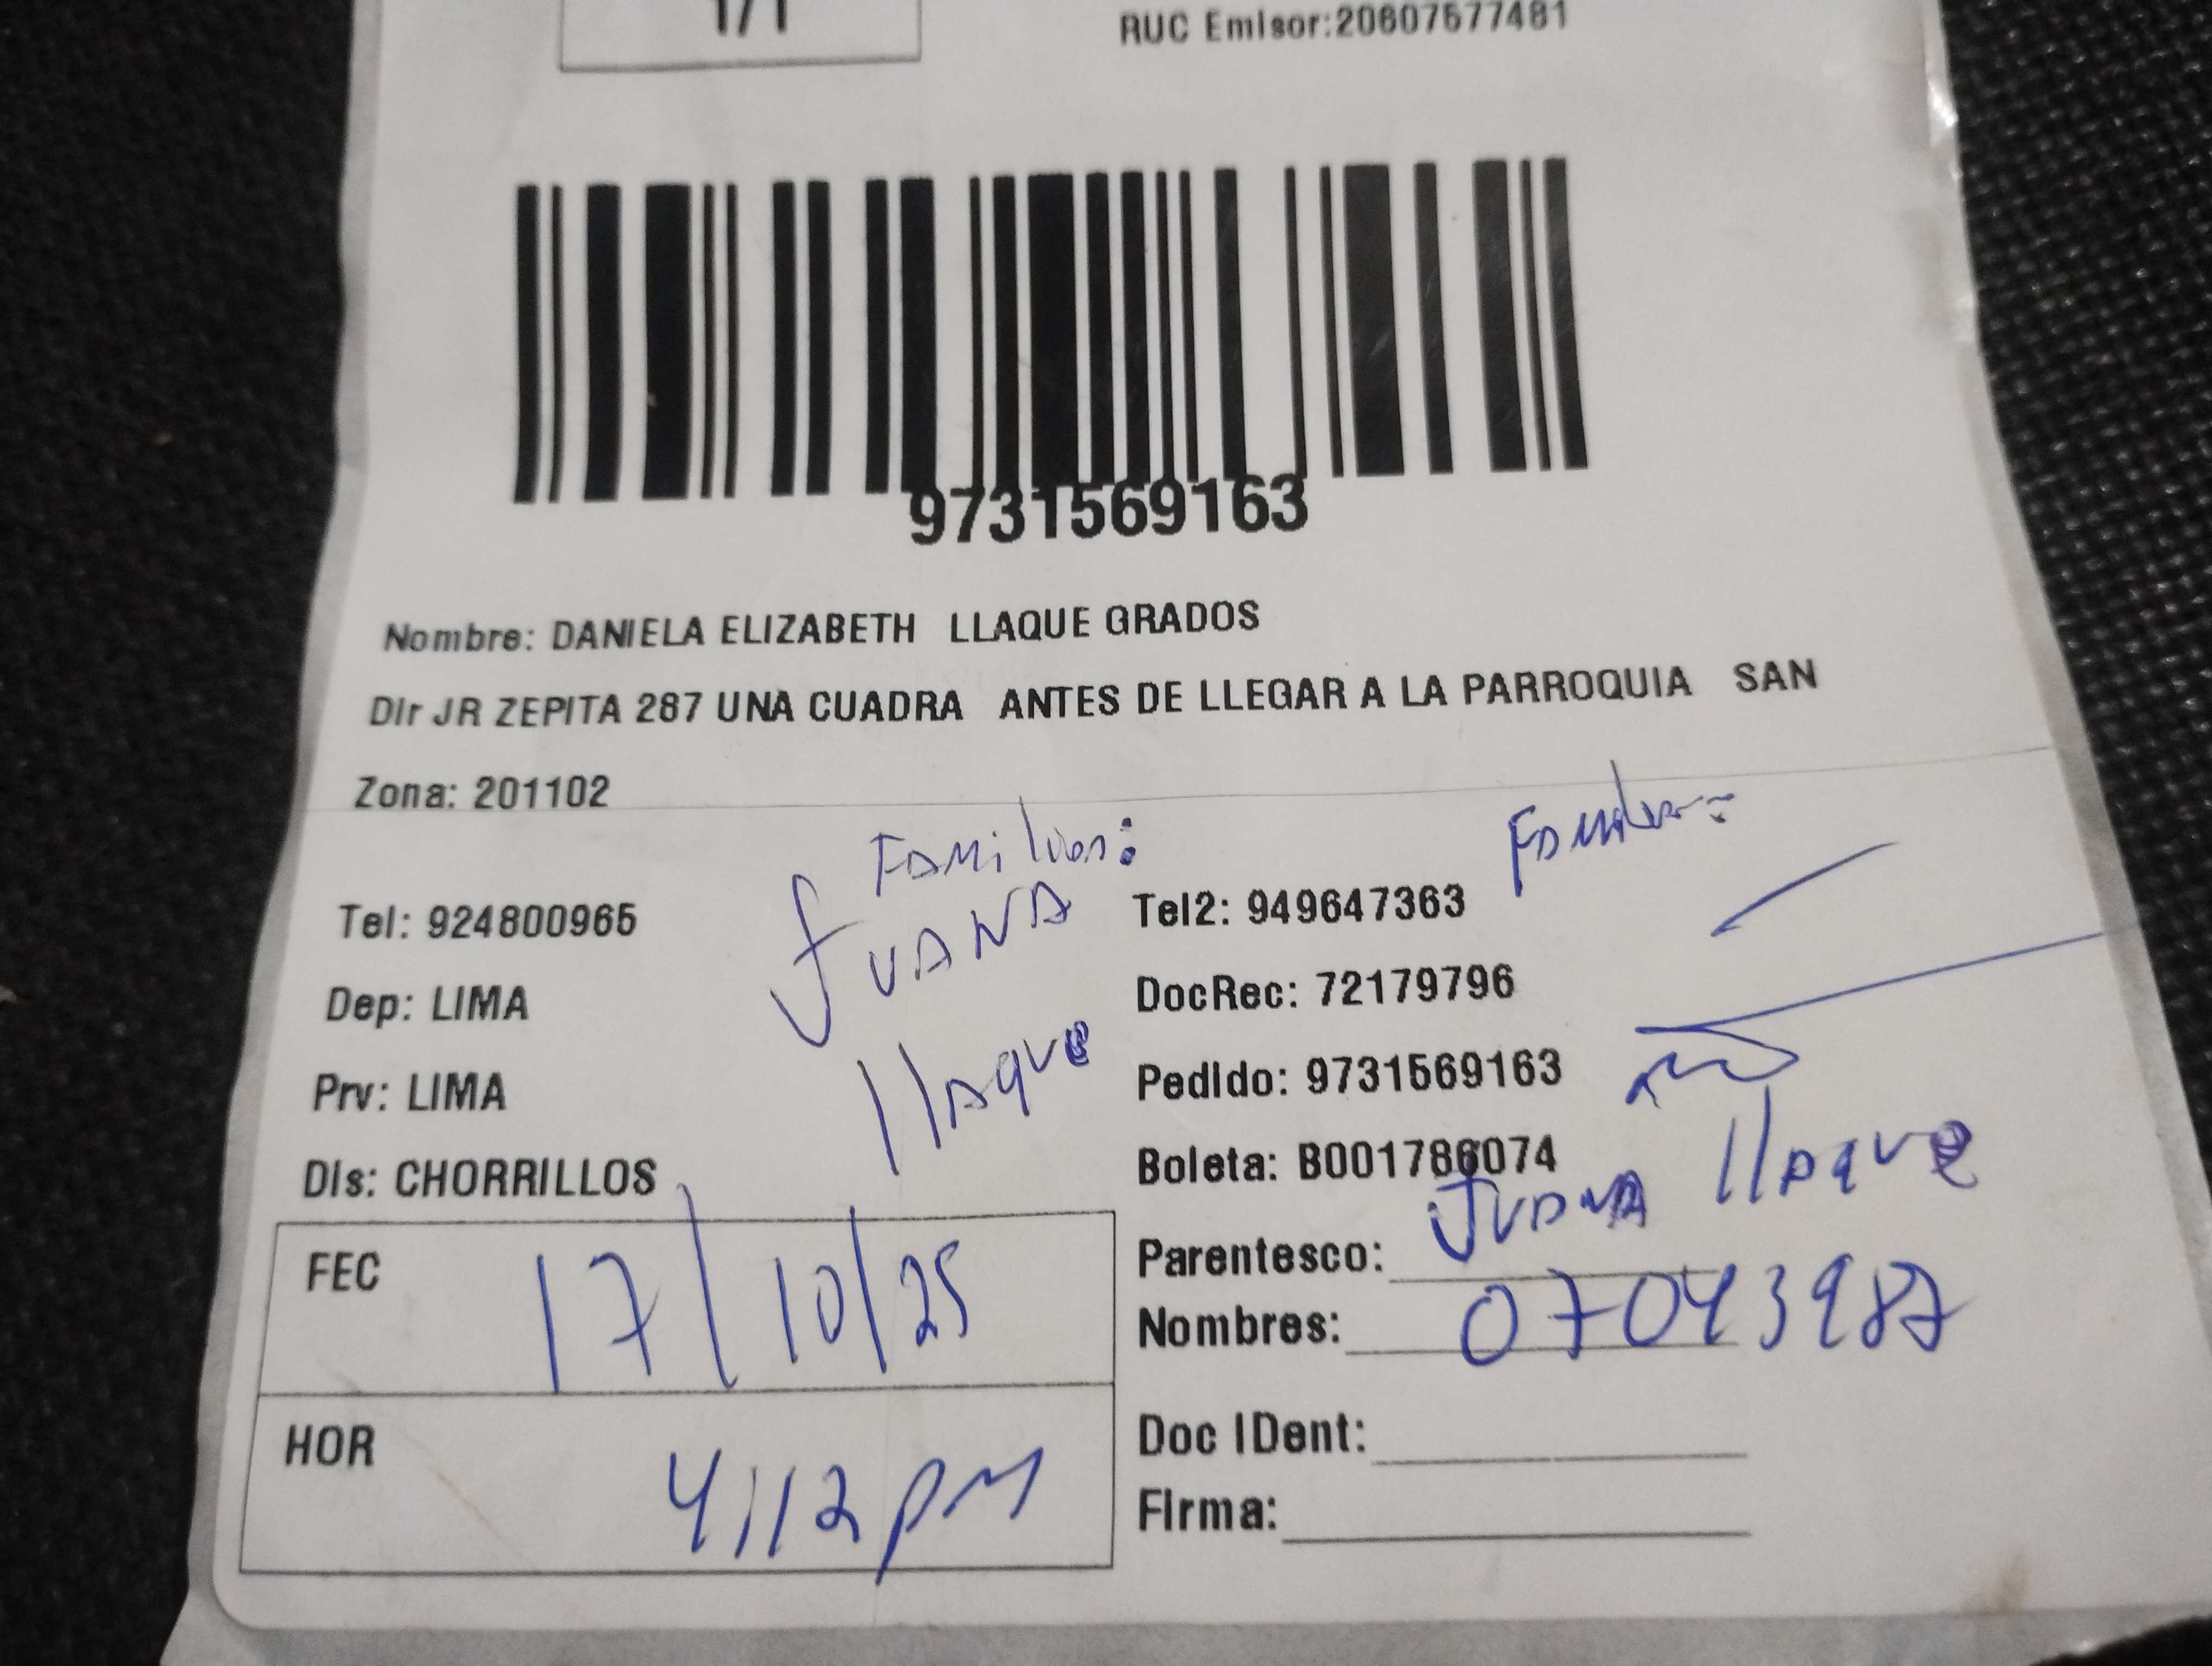 1/1
RUC Emisor:20607577481
9731569163
Nombre: DANIELA ELIZABETH LLAQUE GRADOS
Dir JR ZEPITA 287 UNA CUADRA ANTES DE LLEGAR A LA PARROQUIA SAN
Zona: 201102
Familiar:
Juana
Llaque
Familiar:
Tel: 924800965
Tel2: 949647363
Dep: LIMA
DocRec: 72179796
Prv: LIMA
Pedido: 9731569163
Dis: CHORRILLOS
Boleta: B001786074
FEC 17/10/25
HOR 4:12 pm
Parentesco: Juana Llaque
Nombres: 07043987
Doc IDent:
Firma: